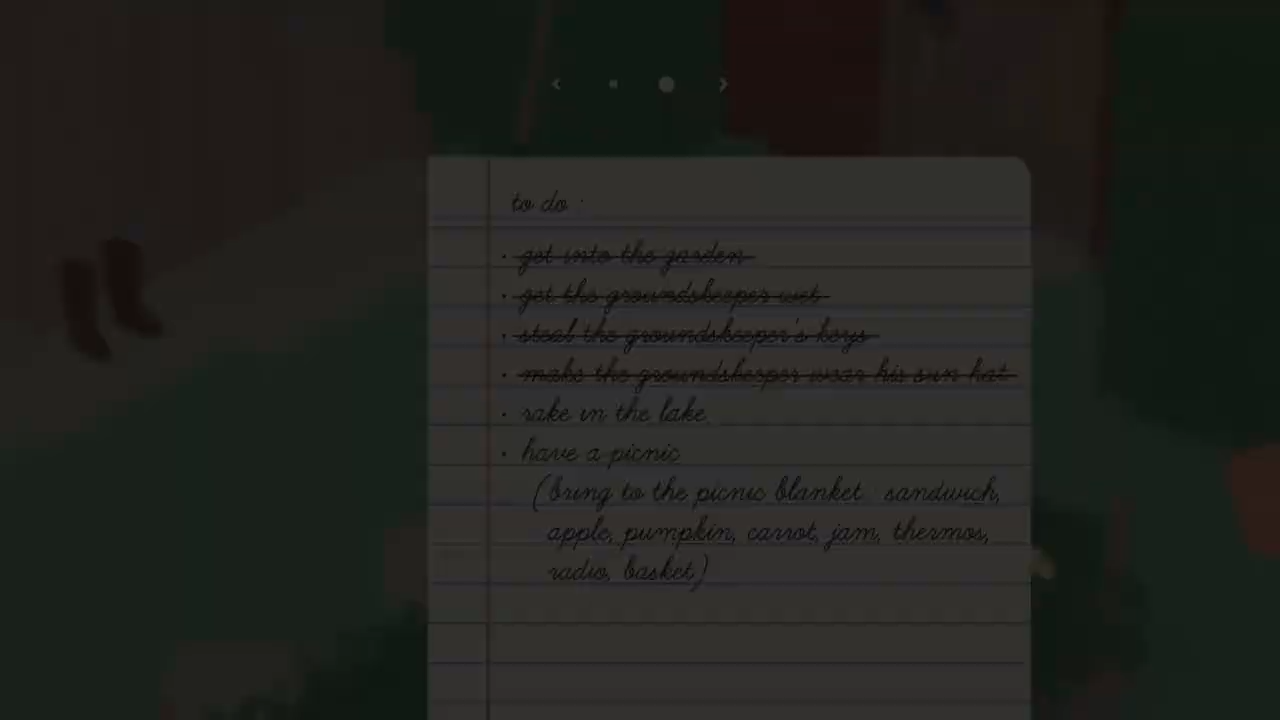 to do :
· get into the garden
· get the groundskeeper wet
· steal the groundskeeper's keys
· make the groundskeeper wear his sun hat
· rake in the lake
· have a picnic
(bring to the picnic blanket: sandwich,
apple, pumpkin, carrot, jam, thermos,
radio, basket)